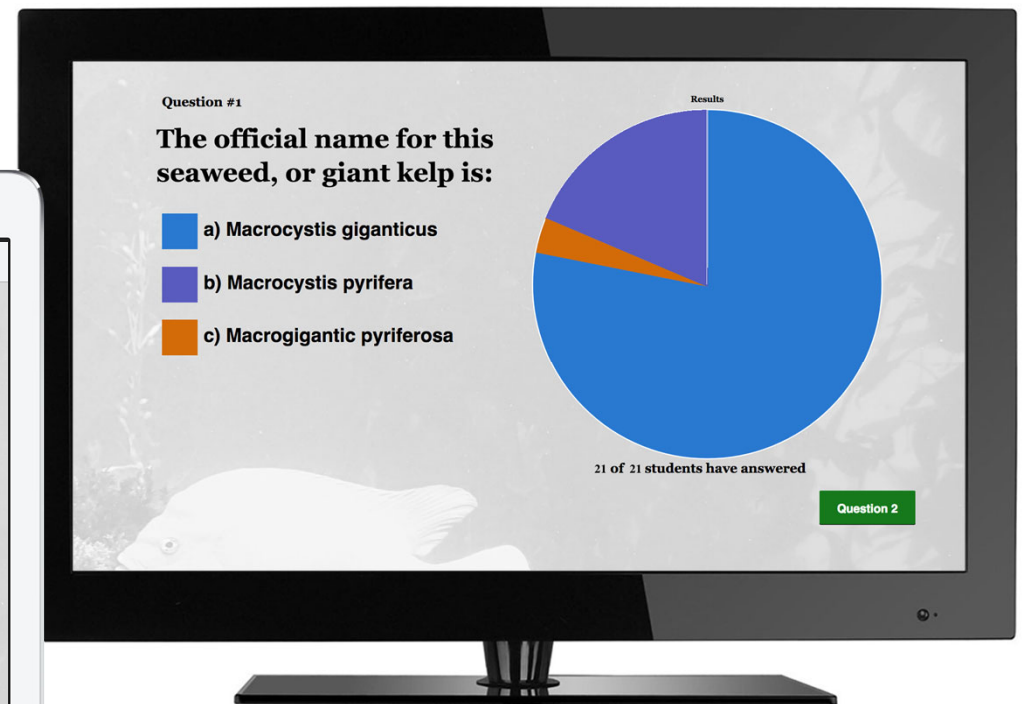 Question #1
The official name for this
seaweed, or giant kelp is:
a) Macrocystis giganticus
b) Macrocystis pyrifera
c) Macrogigantic pyriferosa
Results
21 of 21 students have answered
Question 2